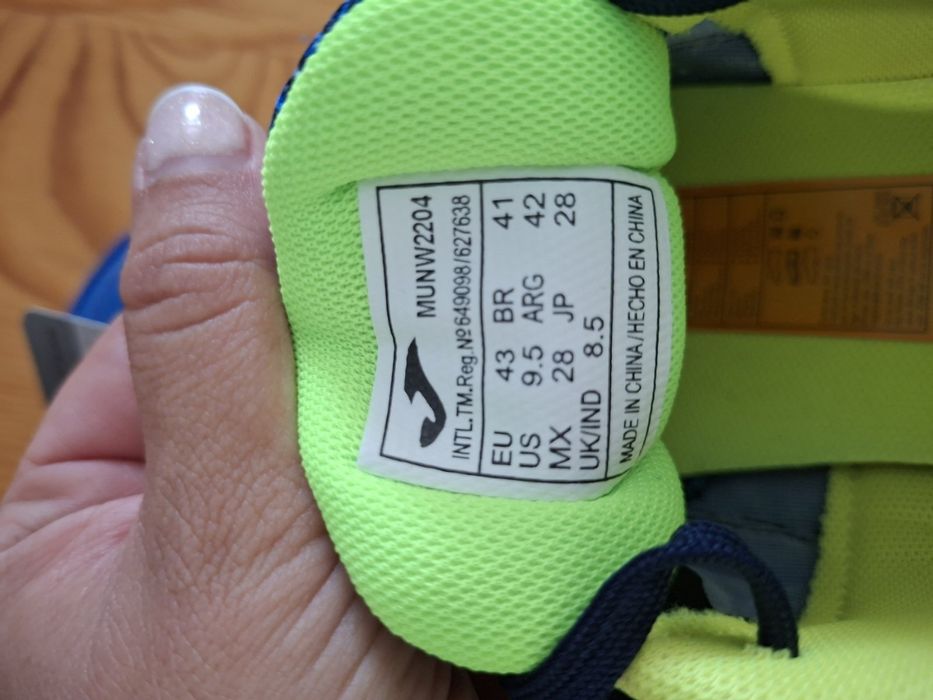 MUNW2204
INTL.TM.Reg.Nº649098/627638
EU 43 BR 41
US 9.5 ARG 42
MX 28 JP 28
UK/IND 8.5
MADE IN CHINA/HECHO EN CHINA